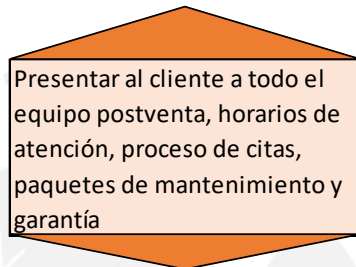 Presentar al cliente a todo el
equipo postventa, horarios de
atención, proceso de citas,
paquetes de mantenimiento y
garantía